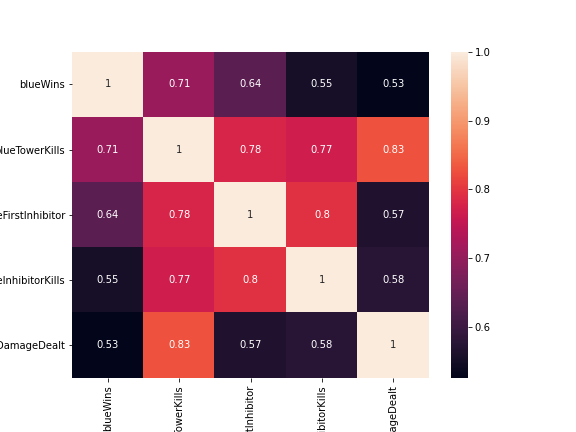 blueWins 1 0.71 0.64 0.55 0.53
lueTowerKills 0.71 1 0.78 0.77 0.83
eFirstInhibitor 0.64 0.78 1 0.8 0.57
eInhibitorKills 0.55 0.77 0.8 1 0.58
DamageDealt 0.53 0.83 0.57 0.58 1
blueWins
TowerKills
tInhibitor
bitorKills
ageDealt
1.0
0.9
0.8
0.7
0.6